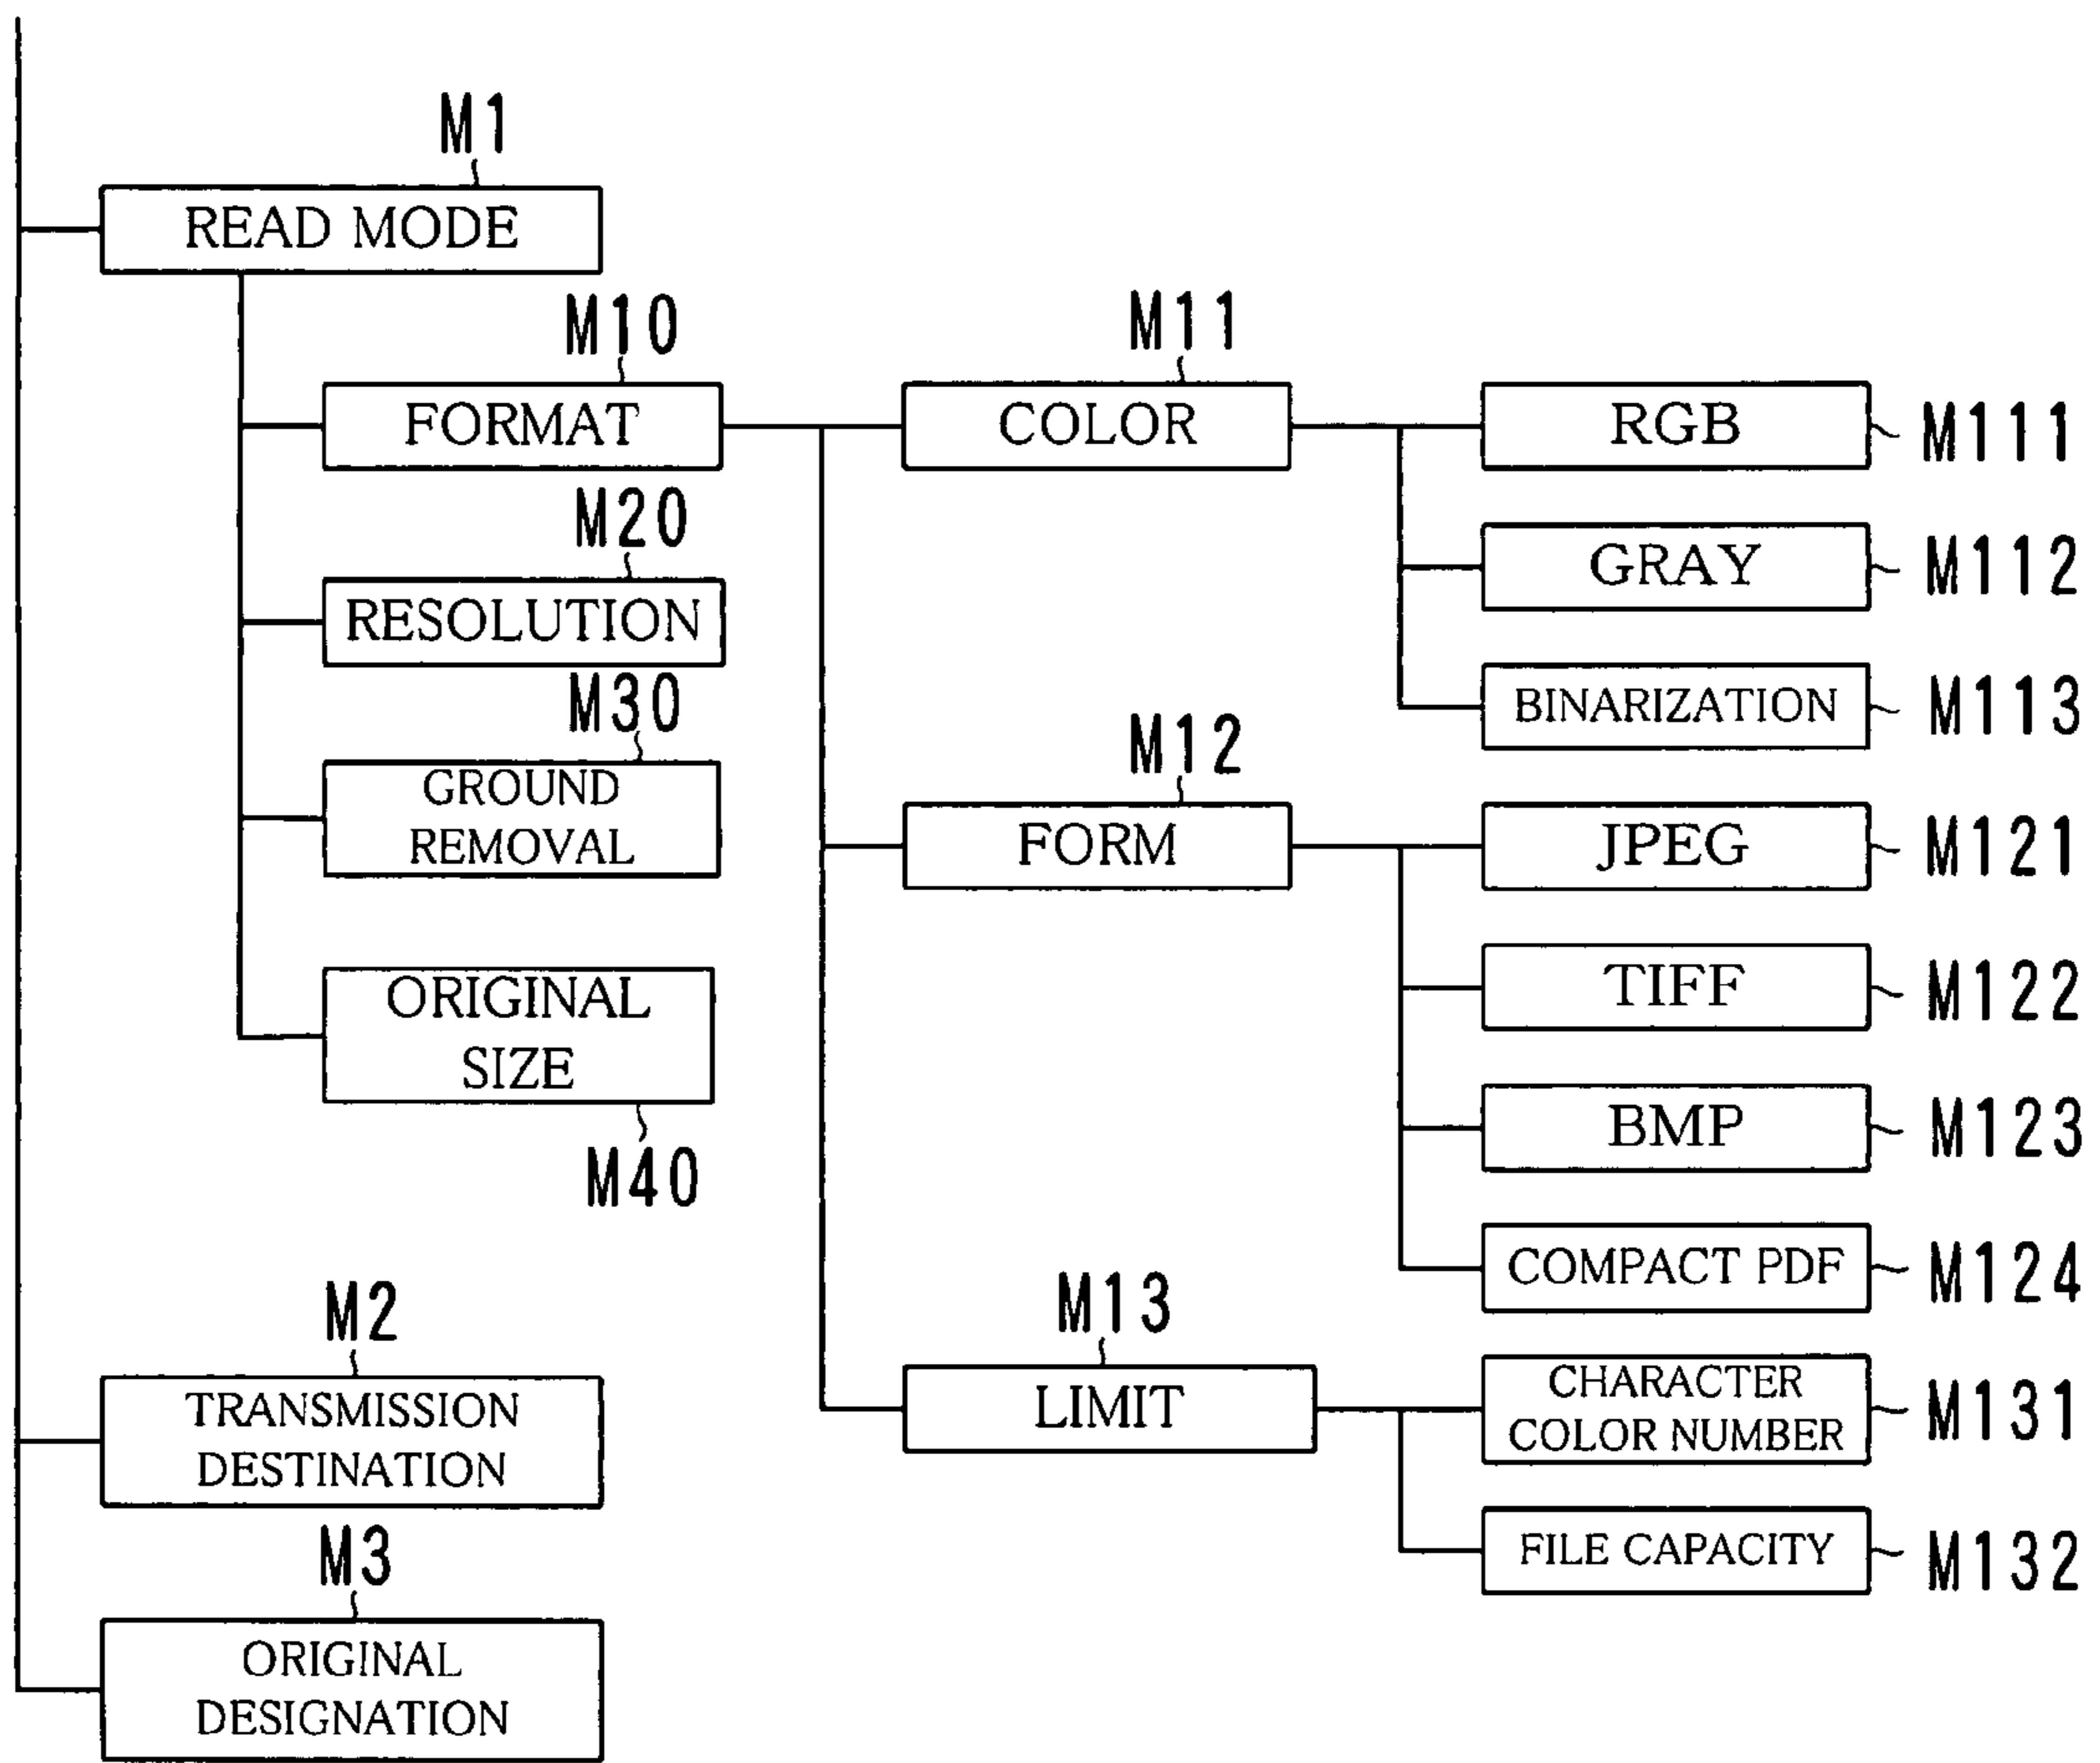 M1
READ MODE
M10
FORMAT
M20
RESOLUTION
M30
GROUND
REMOVAL
ORIGINAL
SIZE
M40
M2
TRANSMISSION
DESTINATION
M3
ORIGINAL
DESIGNATION
M11
COLOR
M12
FORM
M13
LIMIT
RGB
M111
GRAY
M112
BINARIZATION
M113
JPEG
M121
TIFF
M122
BMP
M123
COMPACT PDF
M124
CHARACTER
COLOR NUMBER
M131
FILE CAPACITY
M132